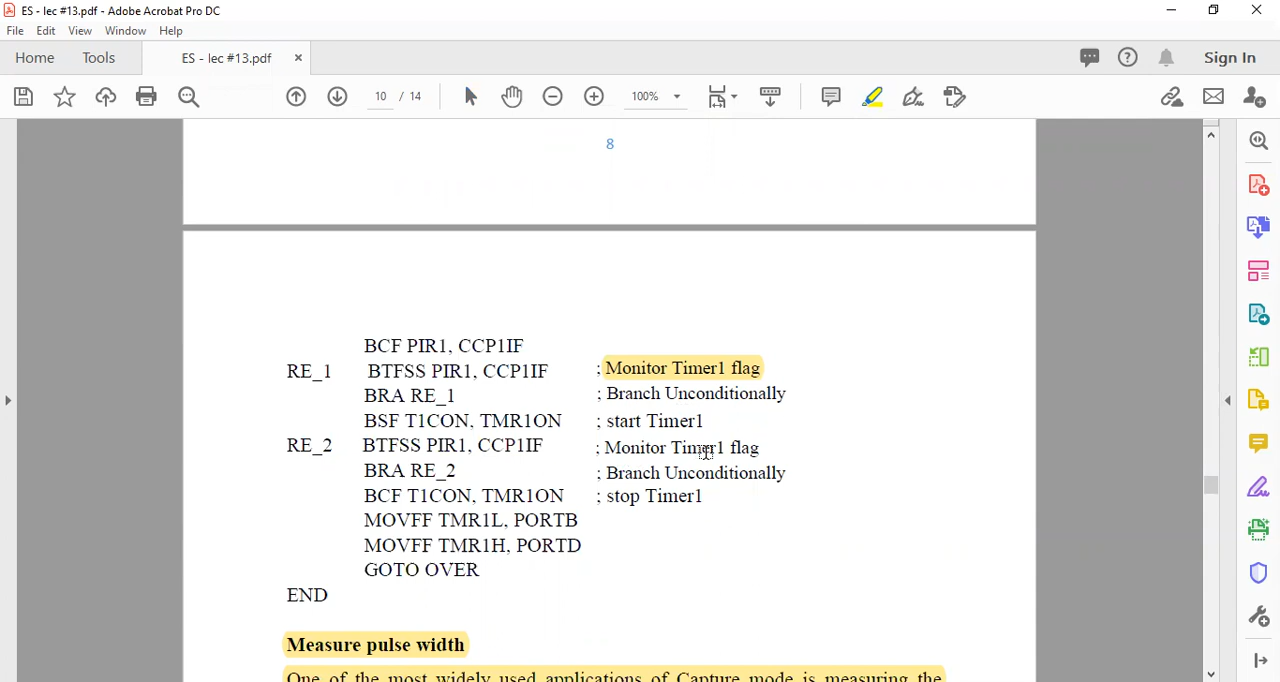 ES - lec #13.pdf - Adobe Acrobat Pro DC
File Edit View Window Help
Home Tools ES - lec #13.pdf × Sign In
10 / 14 100%
8
BCF PIR1, CCP1IF
RE_1 BTFSS PIR1, CCP1IF ; Monitor Timer1 flag
BRA RE_1 ; Branch Unconditionally
BSF T1CON, TMR1ON ; start Timer1
RE_2 BTFSS PIR1, CCP1IF ; Monitor Timer1 flag
BRA RE_2 ; Branch Unconditionally
BCF T1CON, TMR1ON ; stop Timer1
MOVFF TMR1L, PORTB
MOVFF TMR1H, PORTD
GOTO OVER
END
Measure pulse width
One of the most widely used applications of Capture mode is measuring the